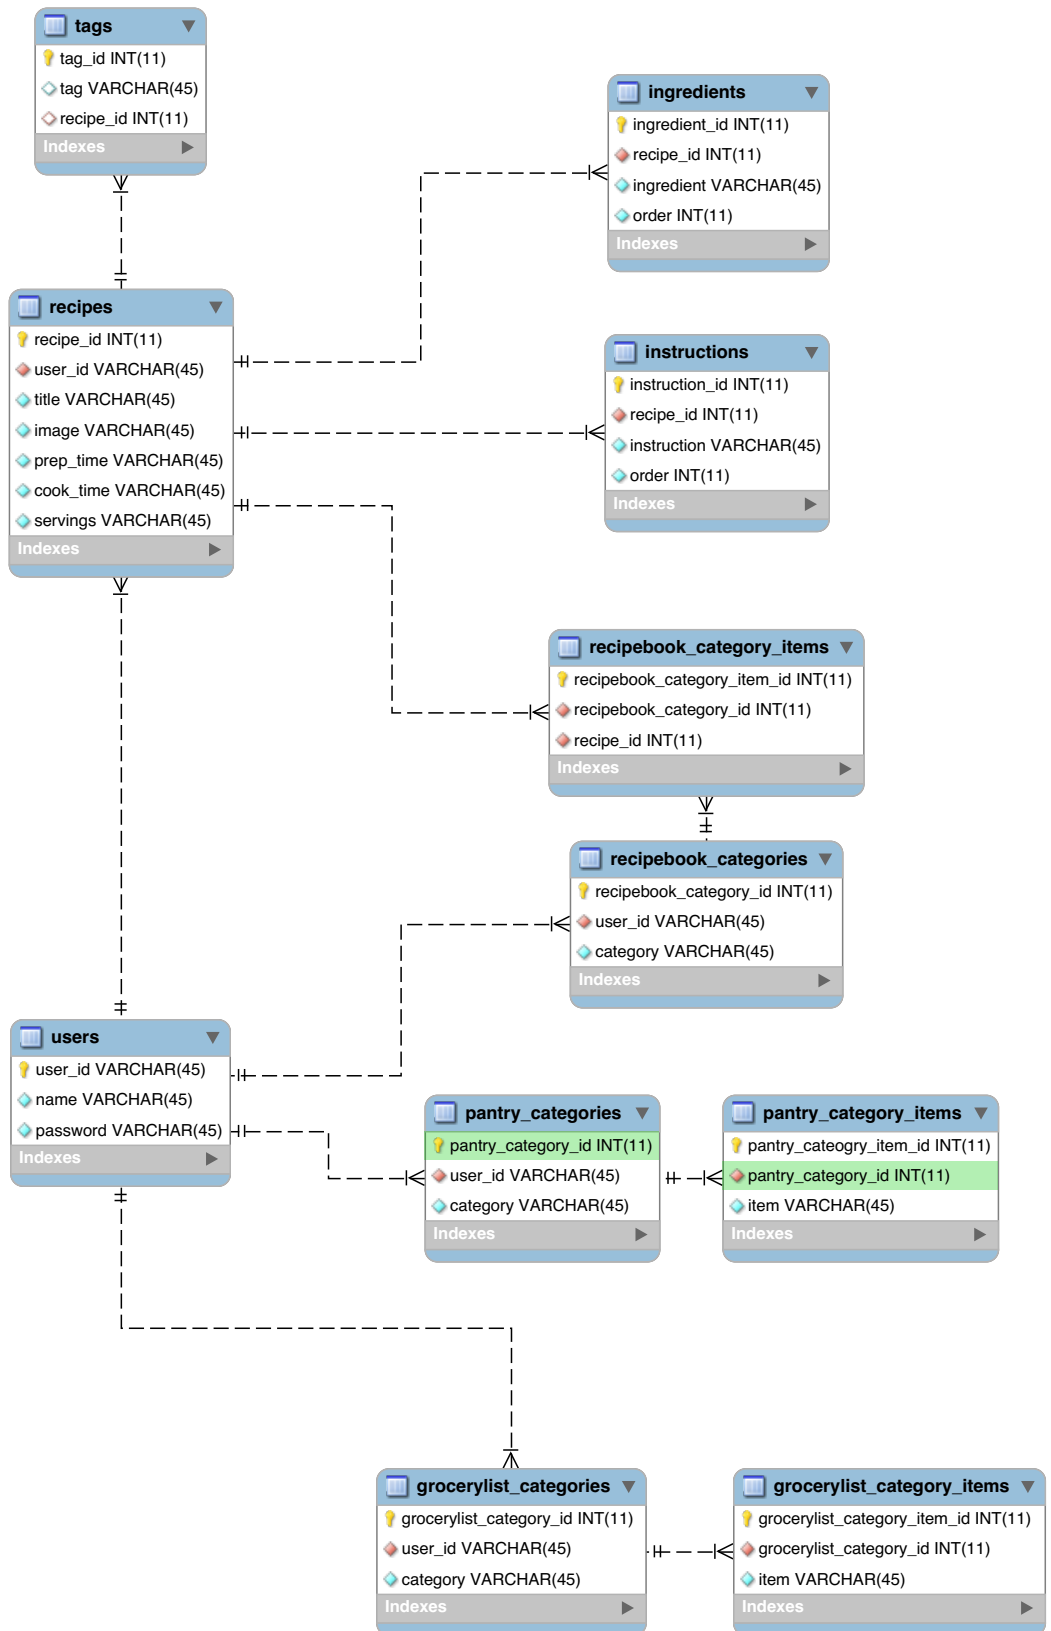 tags
tag_id INT(11)
tag VARCHAR(45)
recipe_id INT(11)
Indexes
ingredients
ingredient_id INT(11)
recipe_id INT(11)
ingredient VARCHAR(45)
order INT(11)
Indexes
recipes
recipe_id INT(11)
user_id VARCHAR(45)
title VARCHAR(45)
image VARCHAR(45)
prep_time VARCHAR(45)
cook_time VARCHAR(45)
servings VARCHAR(45)
Indexes
instructions
instruction_id INT(11)
recipe_id INT(11)
instruction VARCHAR(45)
order INT(11)
Indexes
recipebook_category_items
recipebook_category_item_id INT(11)
recipebook_category_id INT(11)
recipe_id INT(11)
Indexes
recipebook_categories
recipebook_category_id INT(11)
user_id VARCHAR(45)
category VARCHAR(45)
Indexes
users
user_id VARCHAR(45)
name VARCHAR(45)
password VARCHAR(45)
Indexes
pantry_categories
pantry_category_id INT(11)
user_id VARCHAR(45)
category VARCHAR(45)
Indexes
pantry_category_items
pantry_cateogry_item_id INT(11)
pantry_category_id INT(11)
item VARCHAR(45)
Indexes
grocerylist_categories
grocerylist_category_id INT(11)
user_id VARCHAR(45)
category VARCHAR(45)
Indexes
grocerylist_category_items
grocerylist_category_item_id INT(11)
grocerylist_category_id INT(11)
item VARCHAR(45)
Indexes